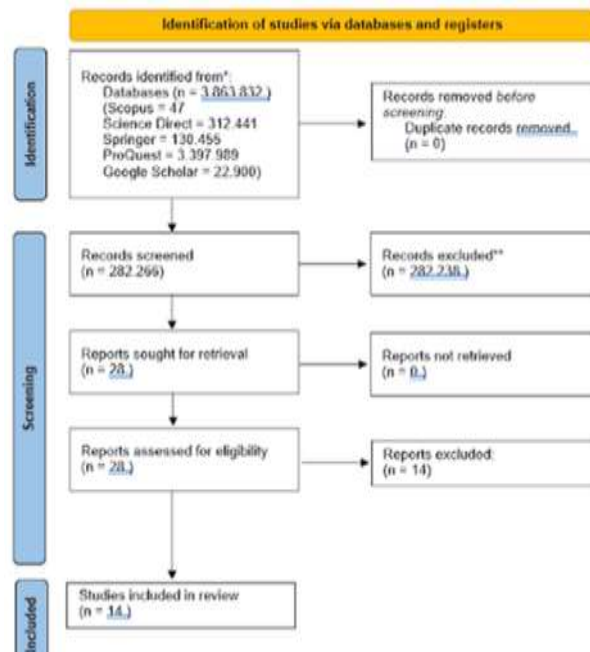 Identification of studies via databases and registers
Identification
Records identified from*:
Databases (n = 3.863.832 )
(Scopus = 47
Science Direct = 312.441
Springer = 130.455
ProQuest = 3.397.989
Google Scholar = 22.900)
Records removed before
screening:
Duplicate records removed
(n = 0)
Screening
Records screened
(n = 282.266)
Records excluded**
(n = 282.238 )
Reports sought for retrieval
(n = 28 )
Reports not retrieved
(n = 0 )
Reports assessed for eligibility
(n = 28 )
Reports excluded:
(n = 14)
Included
Studies included in review
(n = 14 )